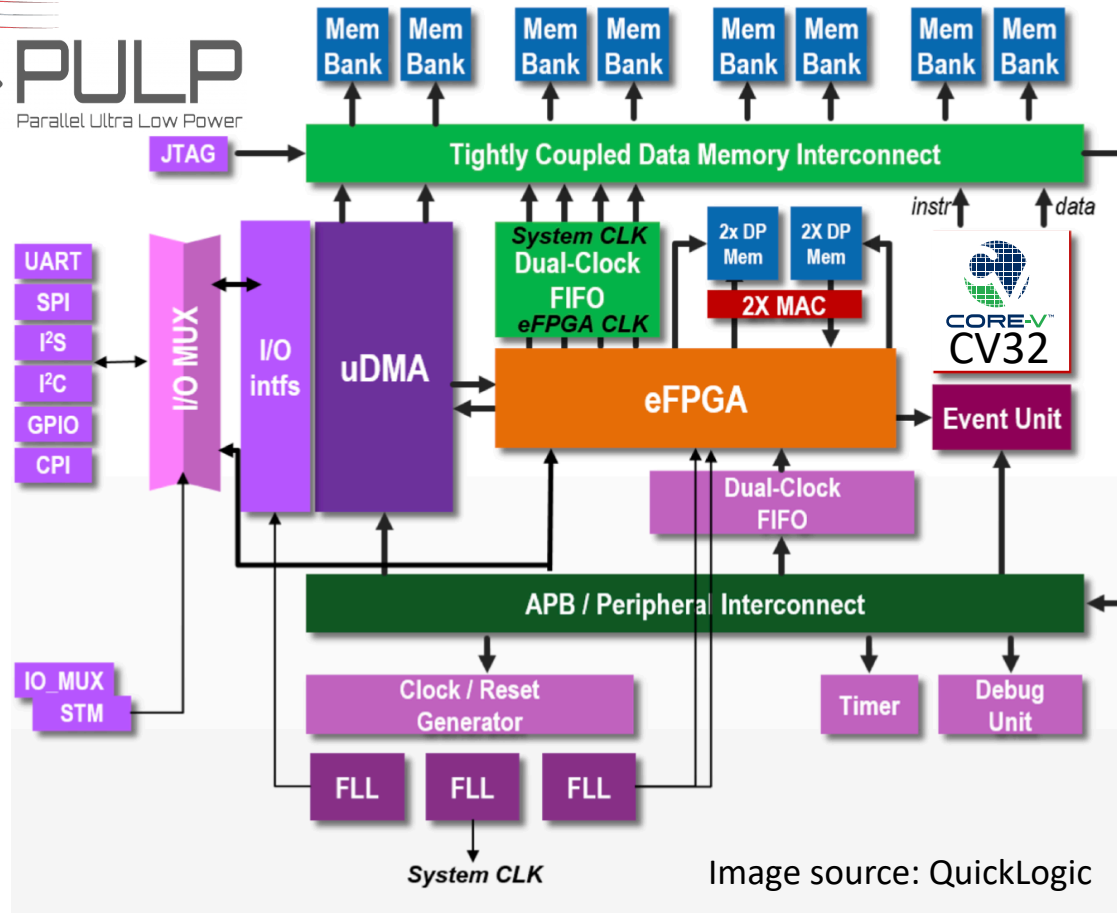 PULP
Parallel Ultra Low Power
Mem
Bank
Mem
Bank
Mem
Bank
Mem
Bank
Mem
Bank
Mem
Bank
Mem
Bank
Mem
Bank
JTAG
Tightly Coupled Data Memory Interconnect
instr
data
UART
SPI
I²S
I²C
GPIO
CPI
I/O MUX
I/O
intfs
uDMA
System CLK
Dual-Clock
FIFO
eFPGA CLK
2x DP
Mem
2X DP
Mem
2X MAC
CORE-V™
CV32
eFPGA
Event Unit
Dual-Clock
FIFO
APB / Peripheral Interconnect
IO_MUX
STM
Clock / Reset
Generator
Timer
Debug
Unit
FLL
FLL
FLL
System CLK
Image source: QuickLogic